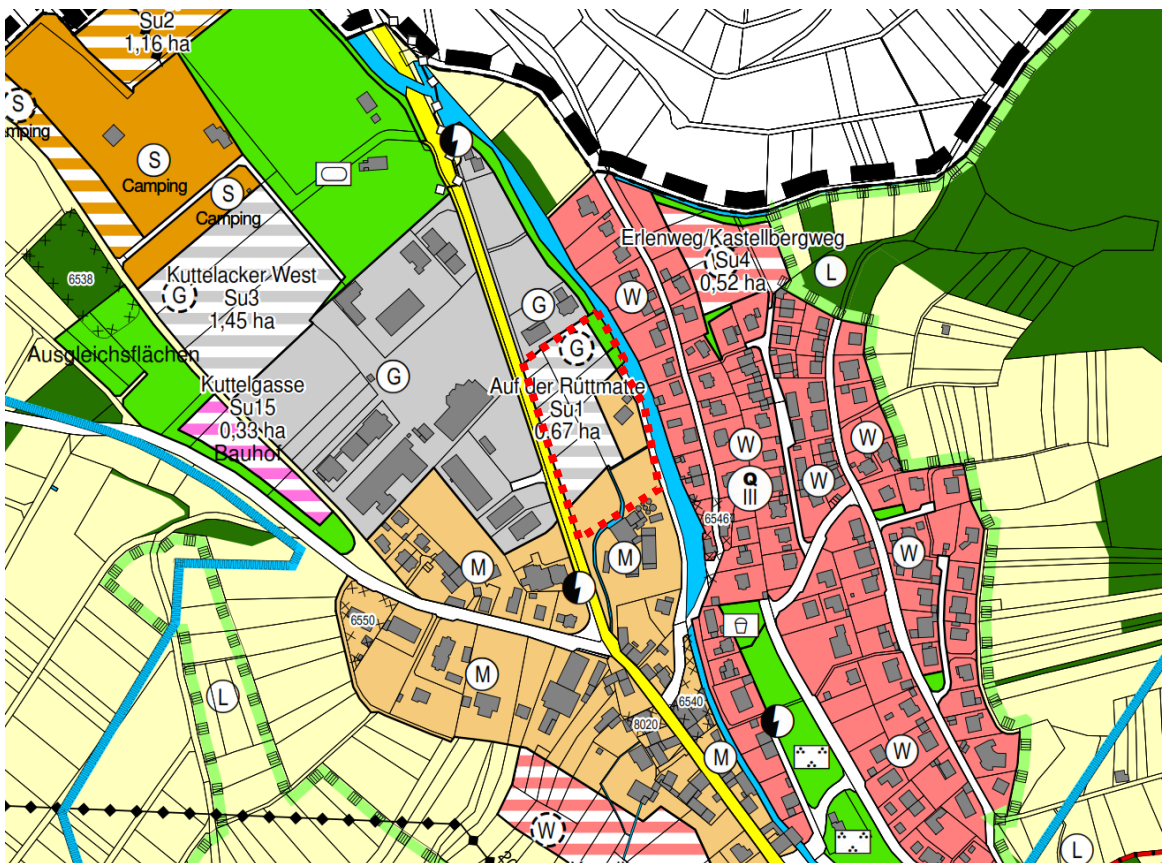 Su2
1,16 ha
S
Camping
S
Camping
S
Camping
6538
Kuttelacker West
G
Su3
1,45 ha
Ausgleichsflächen
Kuttelgasse
Su15
0,33 ha
Bauhof
G
G
G
Auf der Rüttmatte
Su1
0,67 ha
Erlenweg/Kastellbergweg
Su4
0,52 ha
L
W
W
W
W
Q
III
6546
W
M
M
6550
M
L
6540
8020
M
W
W
L